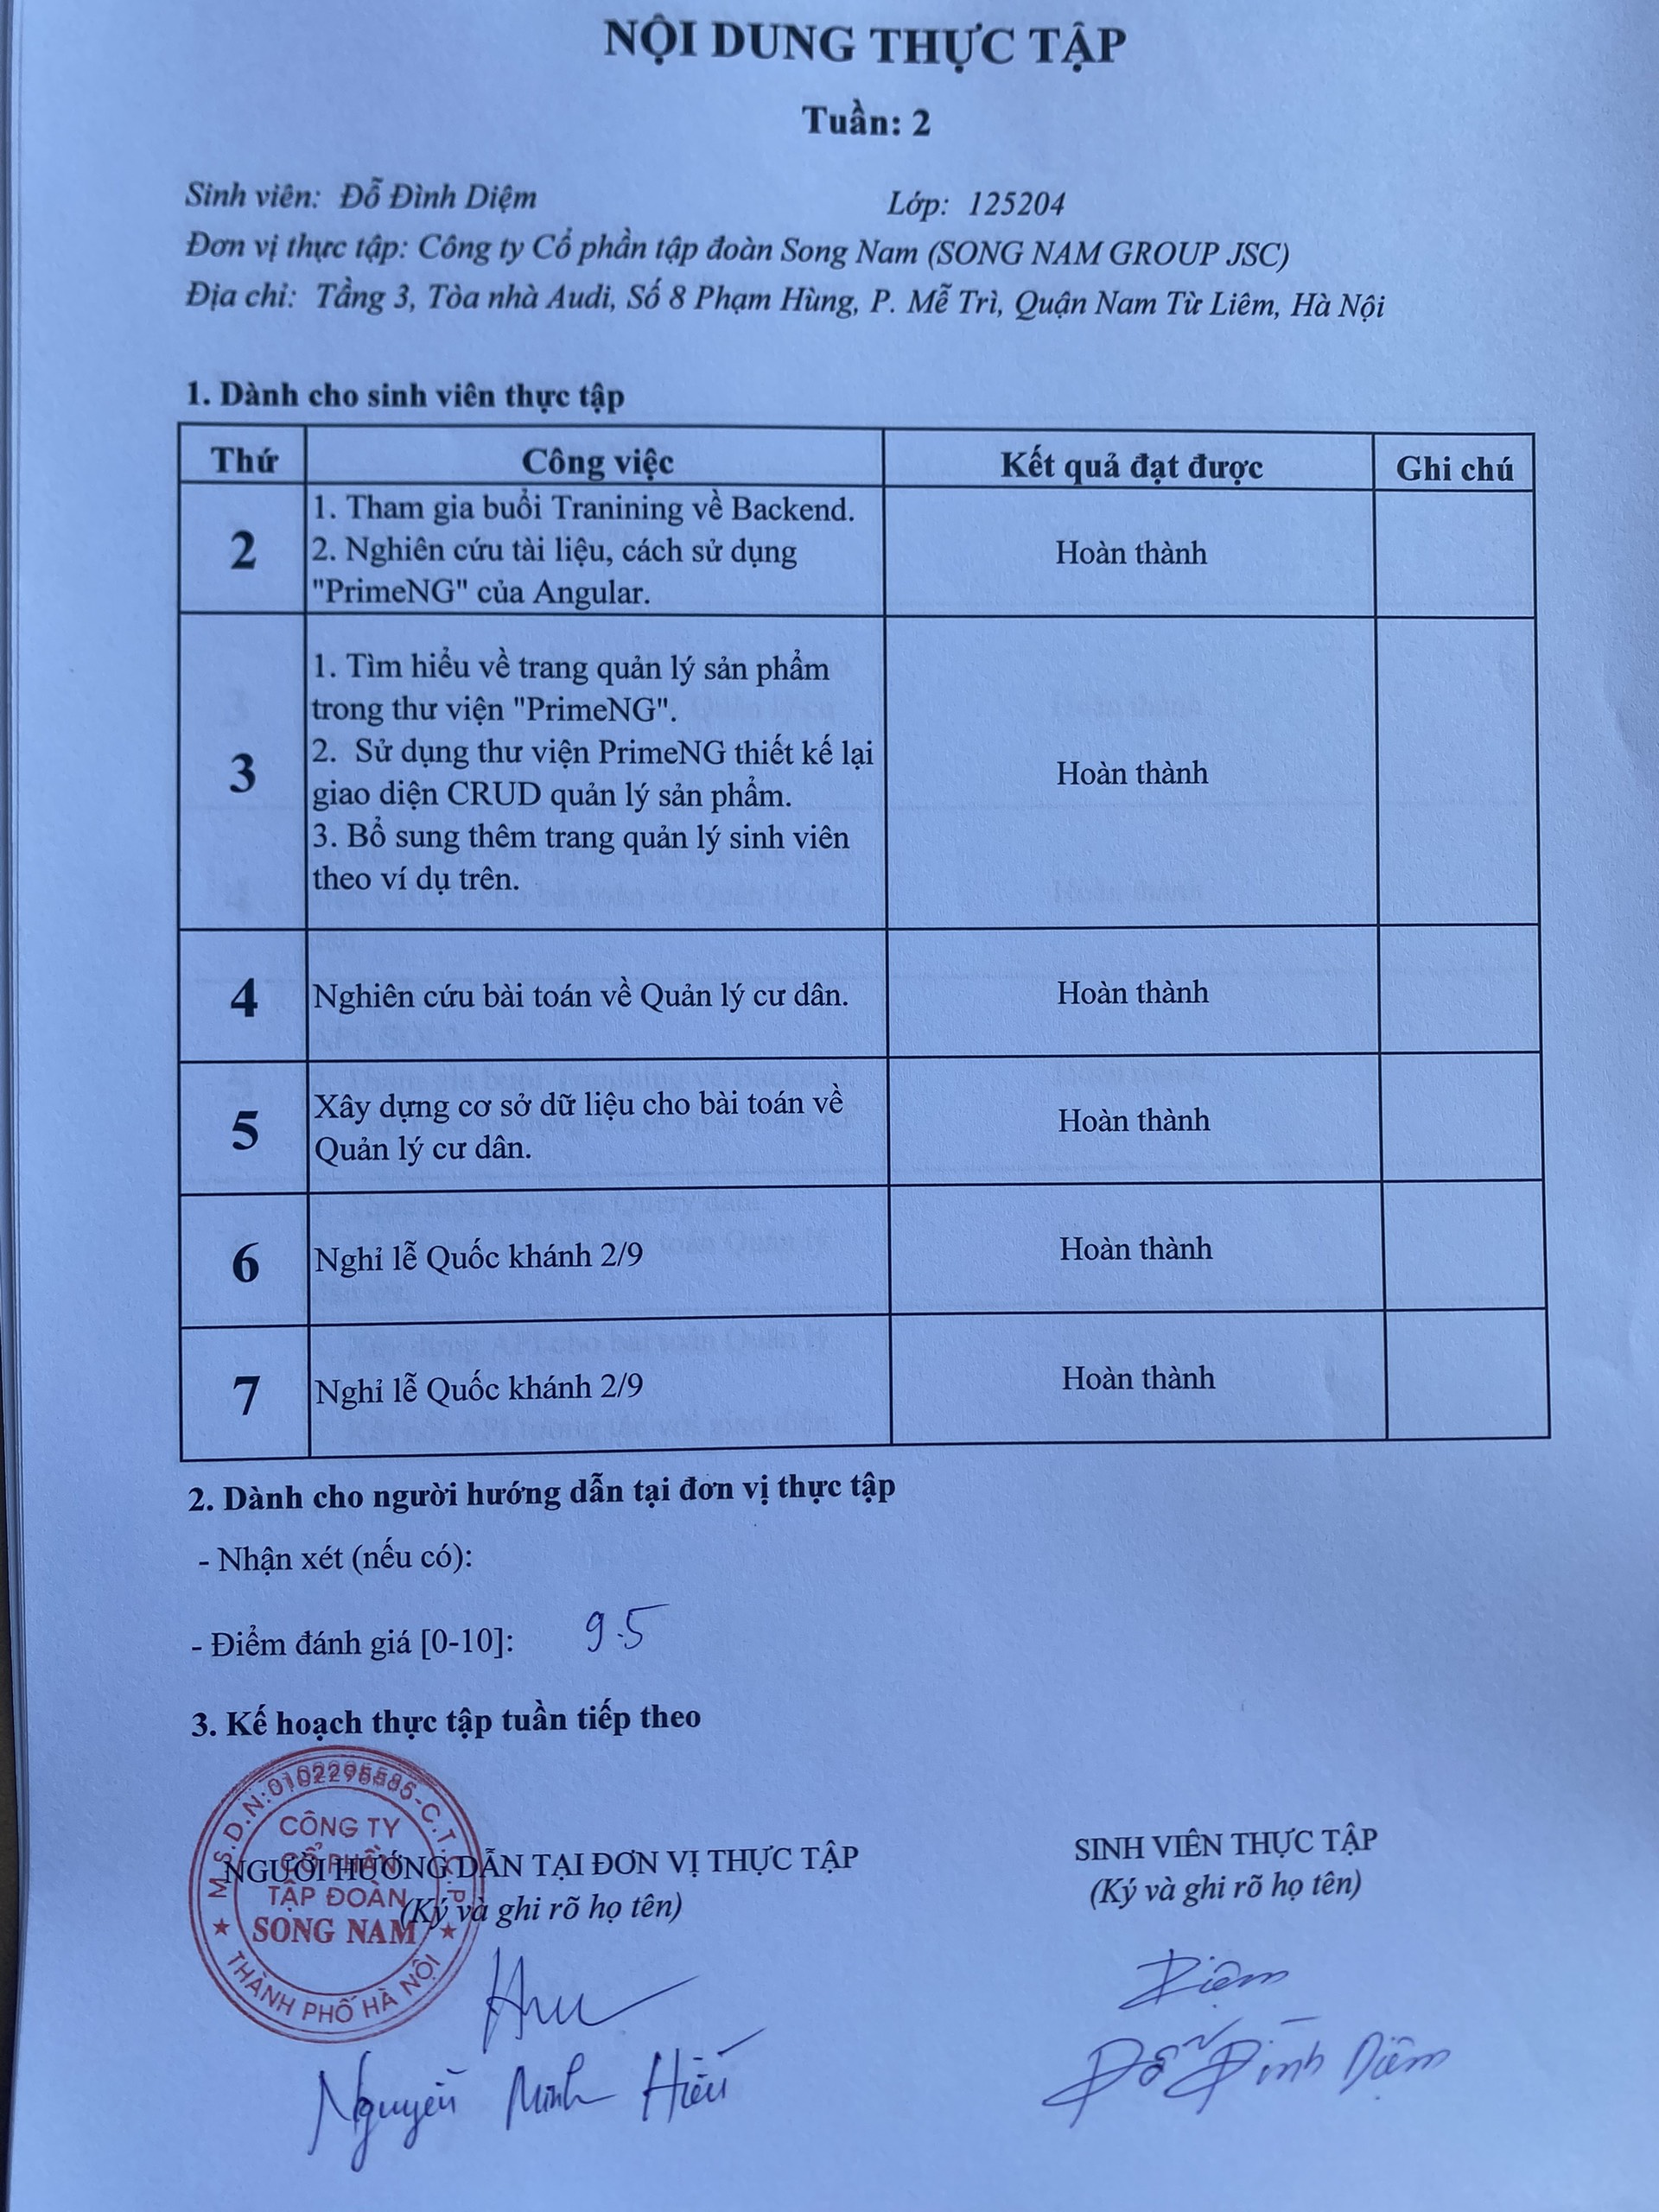 NỘI DUNG THỰC TẬP
Tuần: 2
Sinh viên: Đỗ Đình Diệm Lớp: 125204
Đơn vị thực tập: Công ty Cổ phần tập đoàn Song Nam (SONG NAM GROUP JSC)
Địa chỉ: Tầng 3, Tòa nhà Audi, Số 8 Phạm Hùng, P. Mễ Trì, Quận Nam Từ Liêm, Hà Nội
1. Dành cho sinh viên thực tập
Thứ Công việc Kết quả đạt được Ghi chú
1. Tham gia buổi Tranining về Backend.
2 2. Nghiên cứu tài liệu, cách sử dụng Hoàn thành
"PrimeNG" của Angular.
1. Tìm hiểu về trang quản lý sản phẩm
trong thư viện "PrimeNG".
2. Sử dụng thư viện PrimeNG thiết kế lại
3 giao diện CRUD quản lý sản phẩm. Hoàn thành
3. Bổ sung thêm trang quản lý sinh viên
theo ví dụ trên.
4 Nghiên cứu bài toán về Quản lý cư dân. Hoàn thành
5 Xây dựng cơ sở dữ liệu cho bài toán về Hoàn thành
Quản lý cư dân.
6 Nghỉ lễ Quốc khánh 2/9 Hoàn thành
7 Nghỉ lễ Quốc khánh 2/9 Hoàn thành
2. Dành cho người hướng dẫn tại đơn vị thực tập
- Nhận xét (nếu có):
- Điểm đánh giá [0-10]: 9.5
3. Kế hoạch thực tập tuần tiếp theo
M.S.D.N: C.T.C.P
CÔNG TY
CỔ PHẦN
TẬP ĐOÀN
SONG NAM
THÀNH PHỐ HÀ NỘI
NGƯỜI HƯỚNG DẪN TẠI ĐƠN VỊ THỰC TẬP SINH VIÊN THỰC TẬP
(Ký và ghi rõ họ tên) (Ký và ghi rõ họ tên)
Diệm
Nguyễn Minh Hiếu Đỗ Đình Diệm